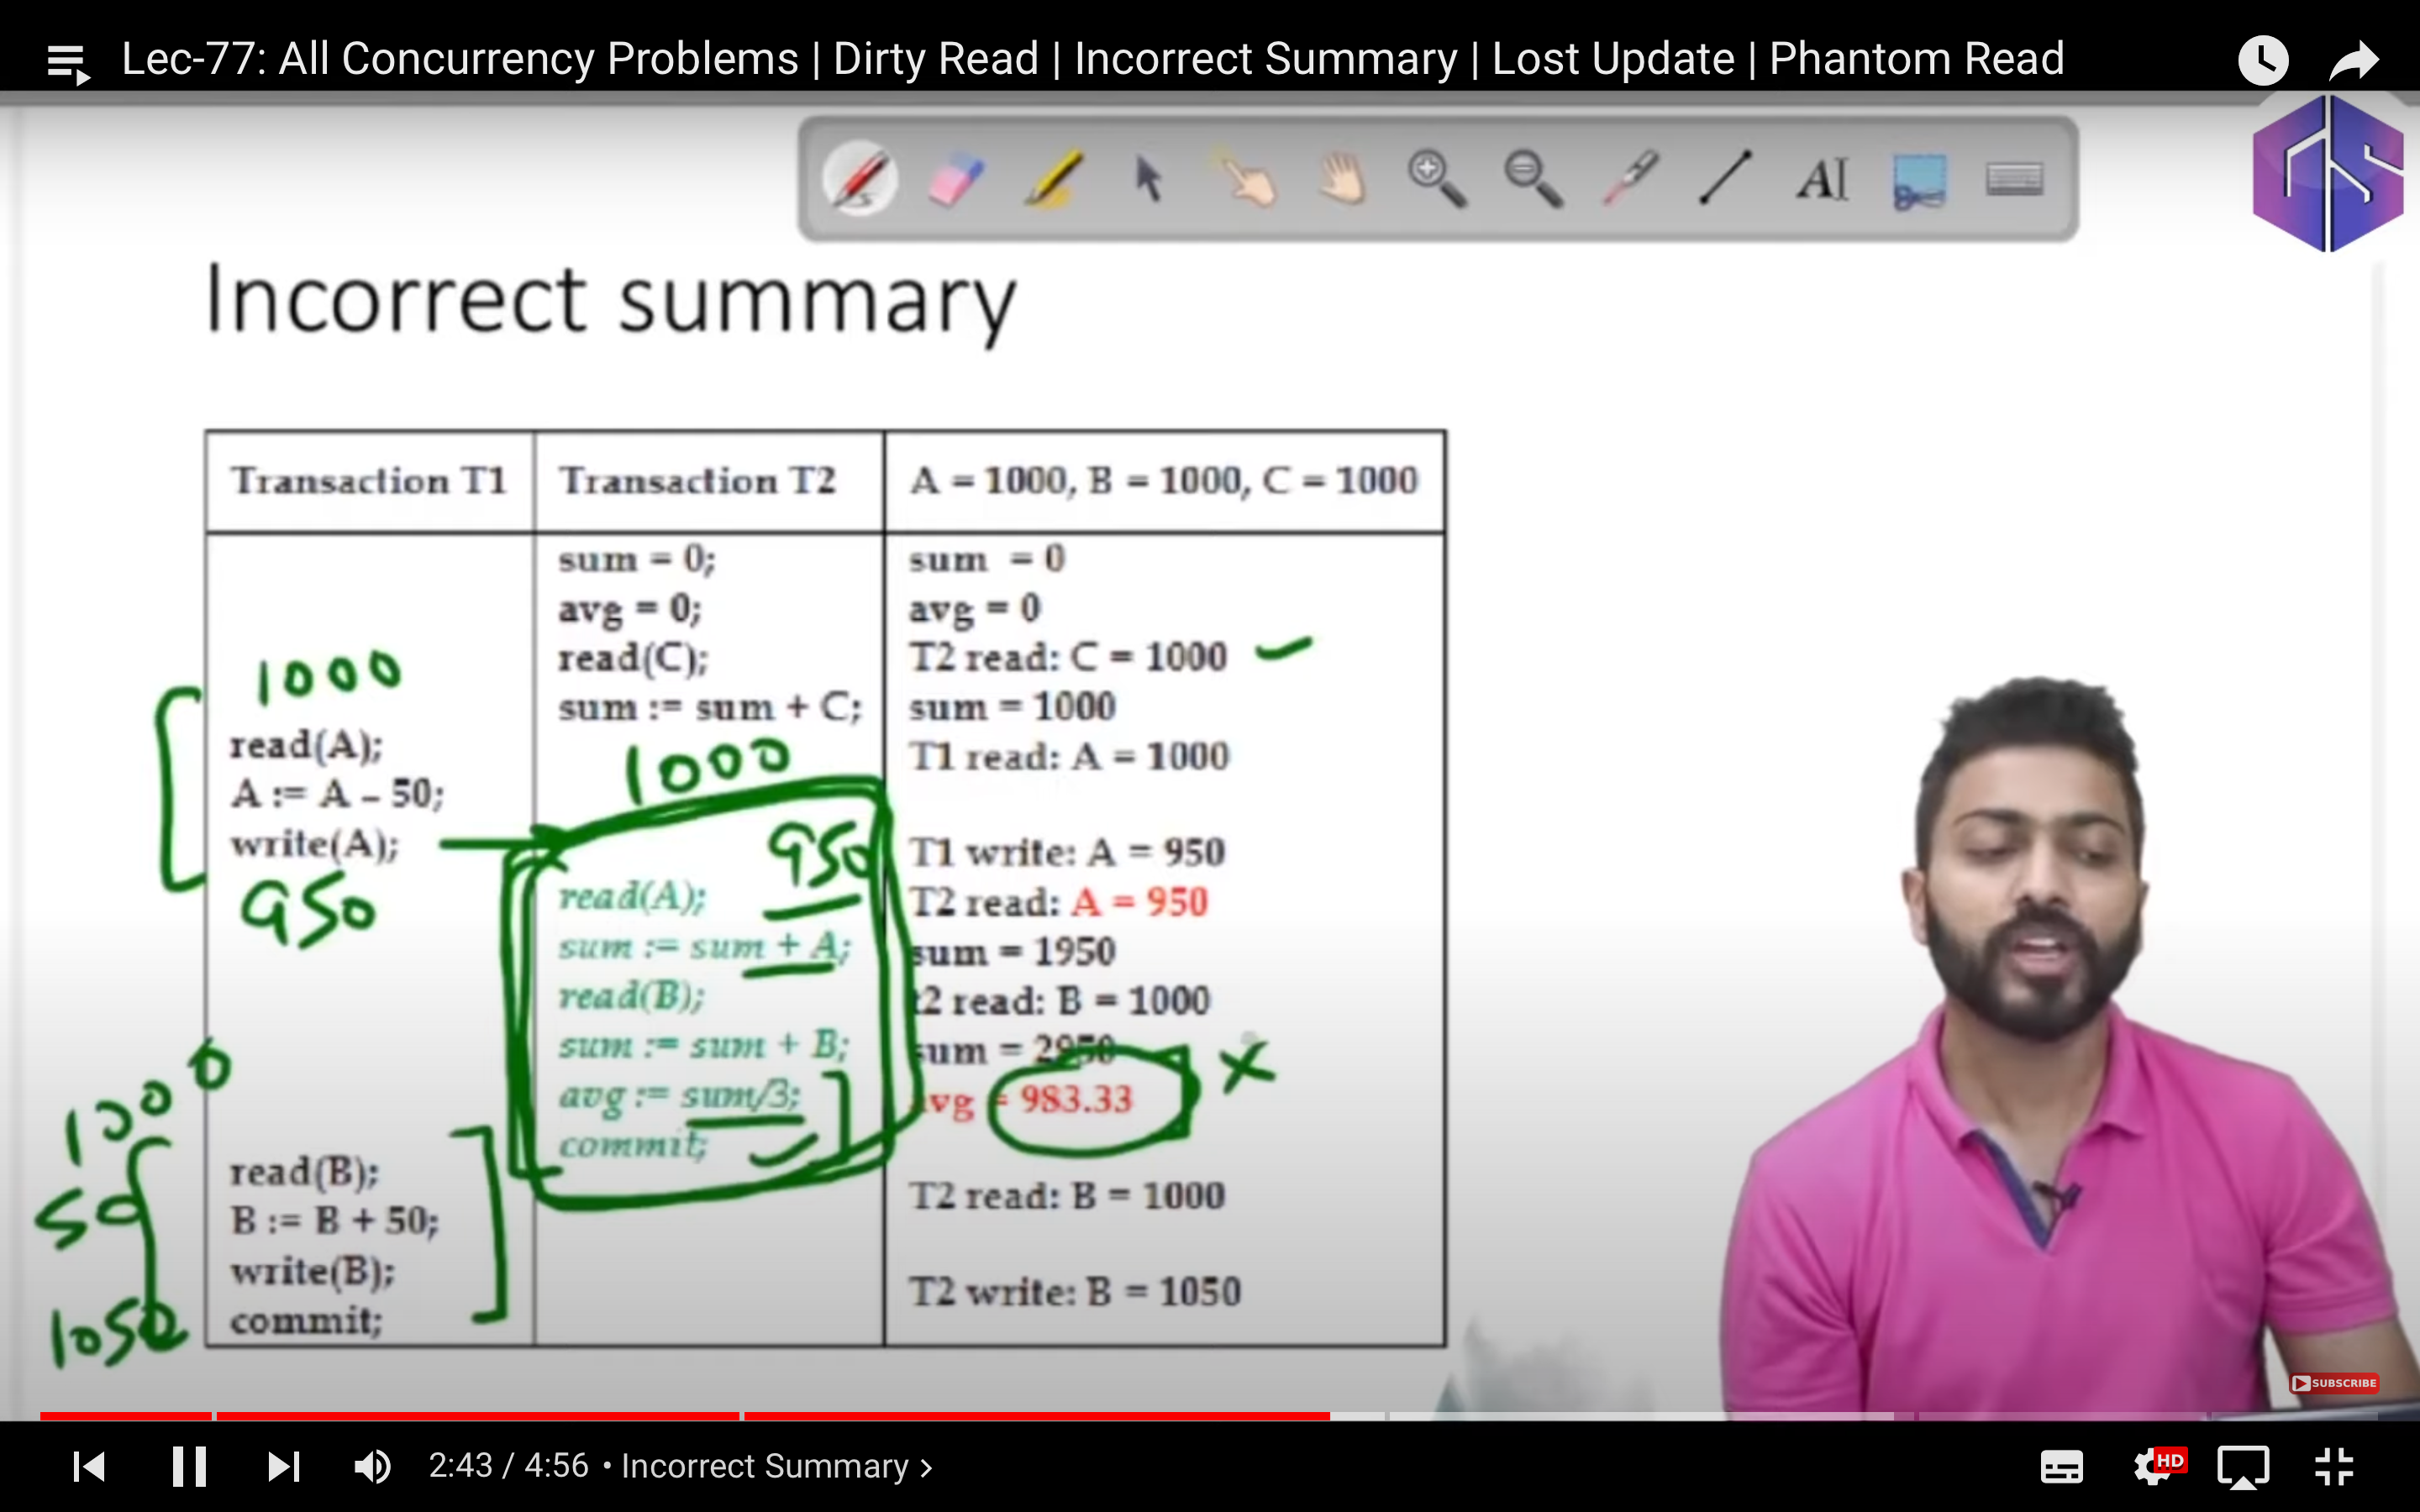 Lec-77: All Concurrency Problems | Dirty Read | Incorrect Summary | Lost Update | Phantom Read
AI
Incorrect summary
Transaction T1
Transaction T2
A = 1000, B = 1000, C = 1000
1000
read(A);
A := A – 50;
write(A);
950
1000
50
1050
read(B);
B := B + 50;
write(B);
commit;
sum = 0;
avg = 0;
read(C);
sum := sum + C;
1000
950
read(A);
sum := sum + A;
read(B);
sum := sum + B;
avg := sum/3;
commit;
sum = 0
avg = 0
T2 read: C = 1000
sum = 1000
T1 read: A = 1000
T1 write: A = 950
T2 read: A = 950
sum = 1950
t2 read: B = 1000
sum = 2950
avg = 983.33
T2 read: B = 1000
T2 write: B = 1050
SUBSCRIBE
2:43 / 4:56 • Incorrect Summary ›
HD